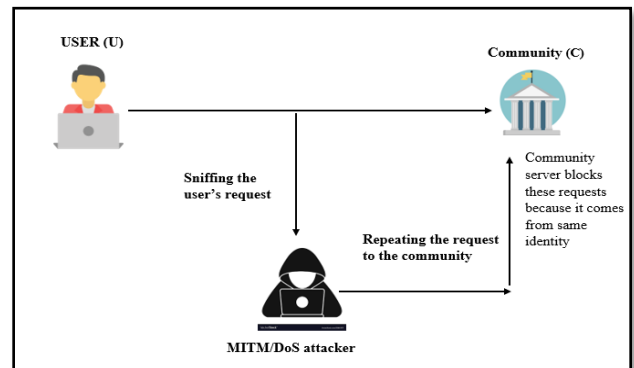 USER (U)
Community (C)
Sniffing the
user's request
Community
server blocks
these requests
because it comes
from same
identity
Repeating the request
to the community
MITM/DoS attacker